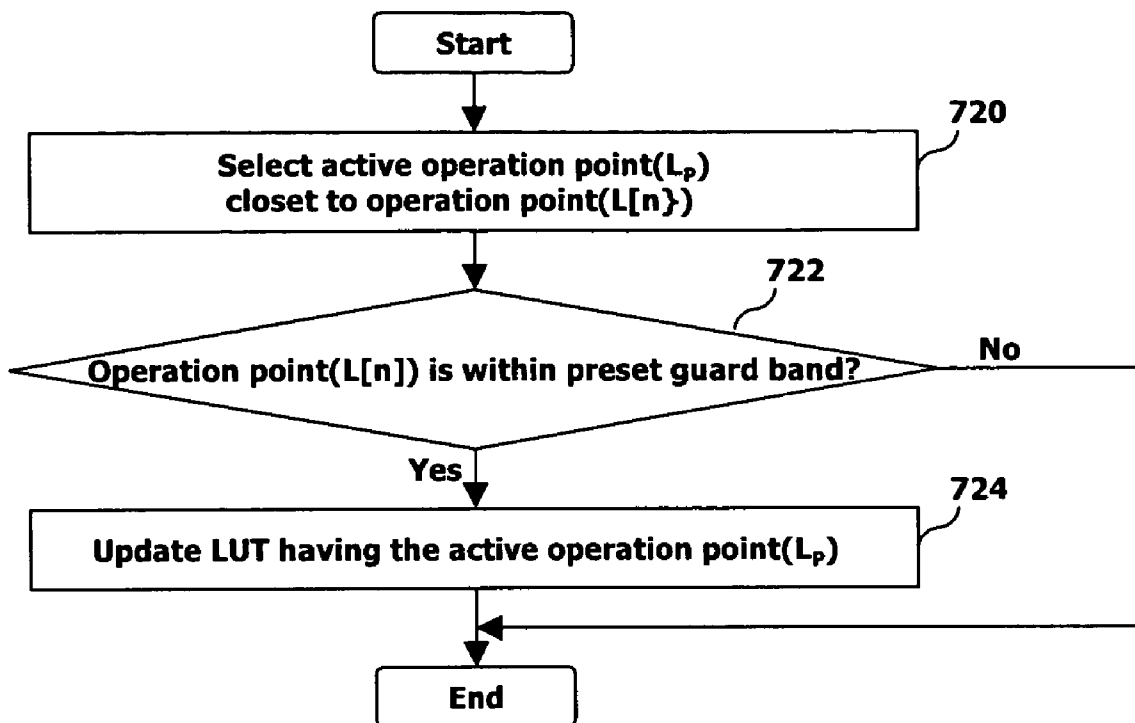 Start
720
Select active operation point(Lₚ)
closet to operation point(L[n})
722
Operation point(L[n]) is within preset guard band?
No
Yes
724
Update LUT having the active operation point(Lₚ)
End